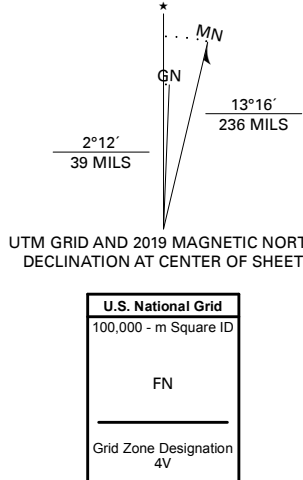 ★
MN
GN
13°16´
236 MILS
2°12´
39 MILS
UTM GRID AND 2019 MAGNETIC NORT
DECLINATION AT CENTER OF SHEET
U.S. National Grid
100,000 - m Square ID
FN
Grid Zone Designation
4V